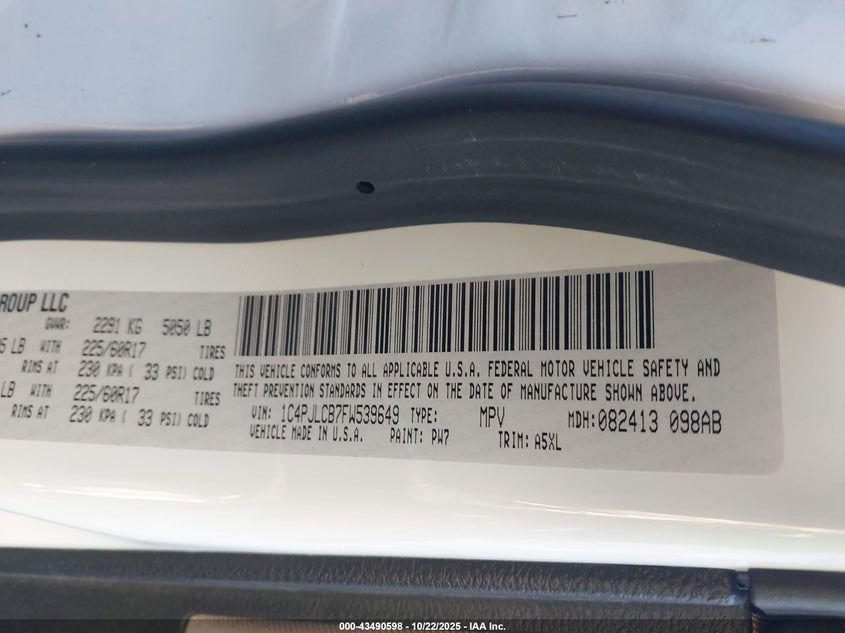 ROUP LLC
GVWR: 2291 KG 5050 LB
5 LB WITH 225/60R17 TIRES
RIMS AT 230 KPA ( 33 PSI) COLD
LB WITH 225/60R17 TIRES
RIMS AT 230 KPA ( 33 PSI) COLD
THIS VEHICLE CONFORMS TO ALL APPLICABLE U.S.A. FEDERAL MOTOR VEHICLE SAFETY AND
THEFT PREVENTION STANDARDS IN EFFECT ON THE DATE OF MANUFACTURE SHOWN ABOVE.
VIN: 1C4PJLCB7FW539649 TYPE: MPV MDH:082413 098AB
VEHICLE MADE IN U.S.A. PAINT: PW7 TRIM: A5XL
000-43490598 - 10/22/2025 - IAA Inc.